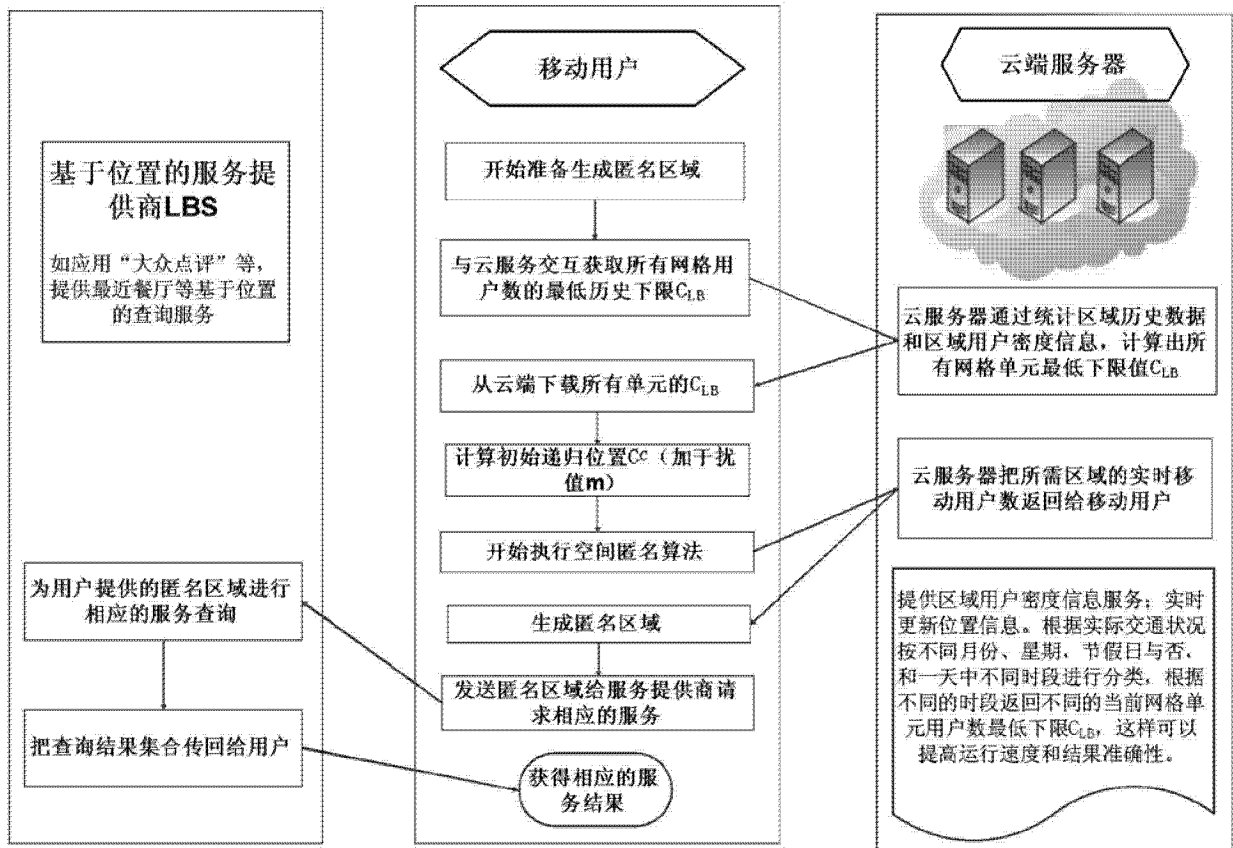 基于位置的服务提
供商LBS
如应用“大众点评”等，
提供最近餐厅等基于位置
的查询服务
为用户提供的匿名区域进行
相应的服务查询
把查询结果集合传回给用户
移动用户
开始准备生成匿名区域
与云服务交互获取所有网格用
户数的最低历史下限C_LB
从云端下载所有单元的C_LB
计算初始递归位置C^c（加于扰
值m）
开始执行空间匿名算法
生成匿名区域
发送匿名区域给服务提供商请
求相应的服务
获得相应的服
务结果
云端服务器
云服务器通过统计区域历史数据
和区域用户密度信息，计算出所
有网格单元最低下限值C_LB
云服务器把所需区域的实时移
动用户数返回给移动用户
提供区域用户密度信息服务；实时
更新位置信息。根据实际交通状况
按不同月份、星期，节假日与否，
和一天中不同时段进行分类，根据
不同的时段返回不同的当前网格单
元用户数最低下限C_LB，这样可以
提高运行速度和结果准确性。